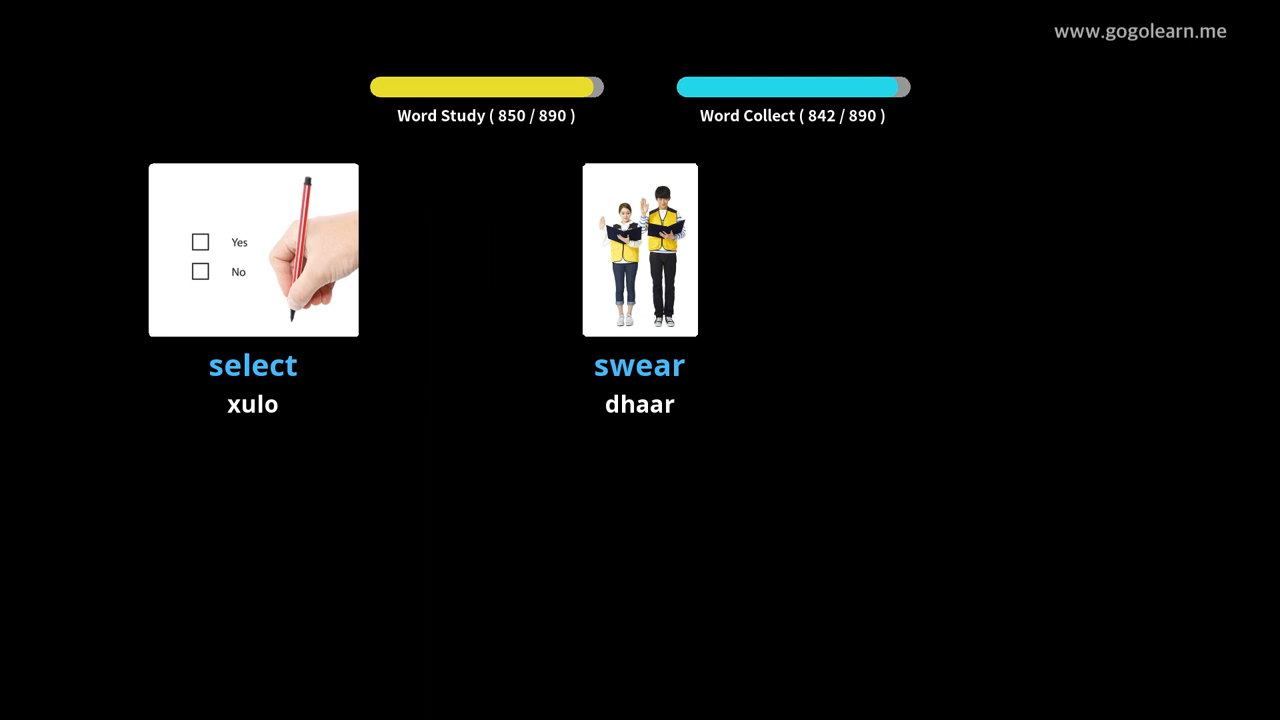 www.gogolearn.me
Word Study ( 850 / 890 )
Word Collect ( 842 / 890 )
Yes
No
select
xulo
swear
dhaar